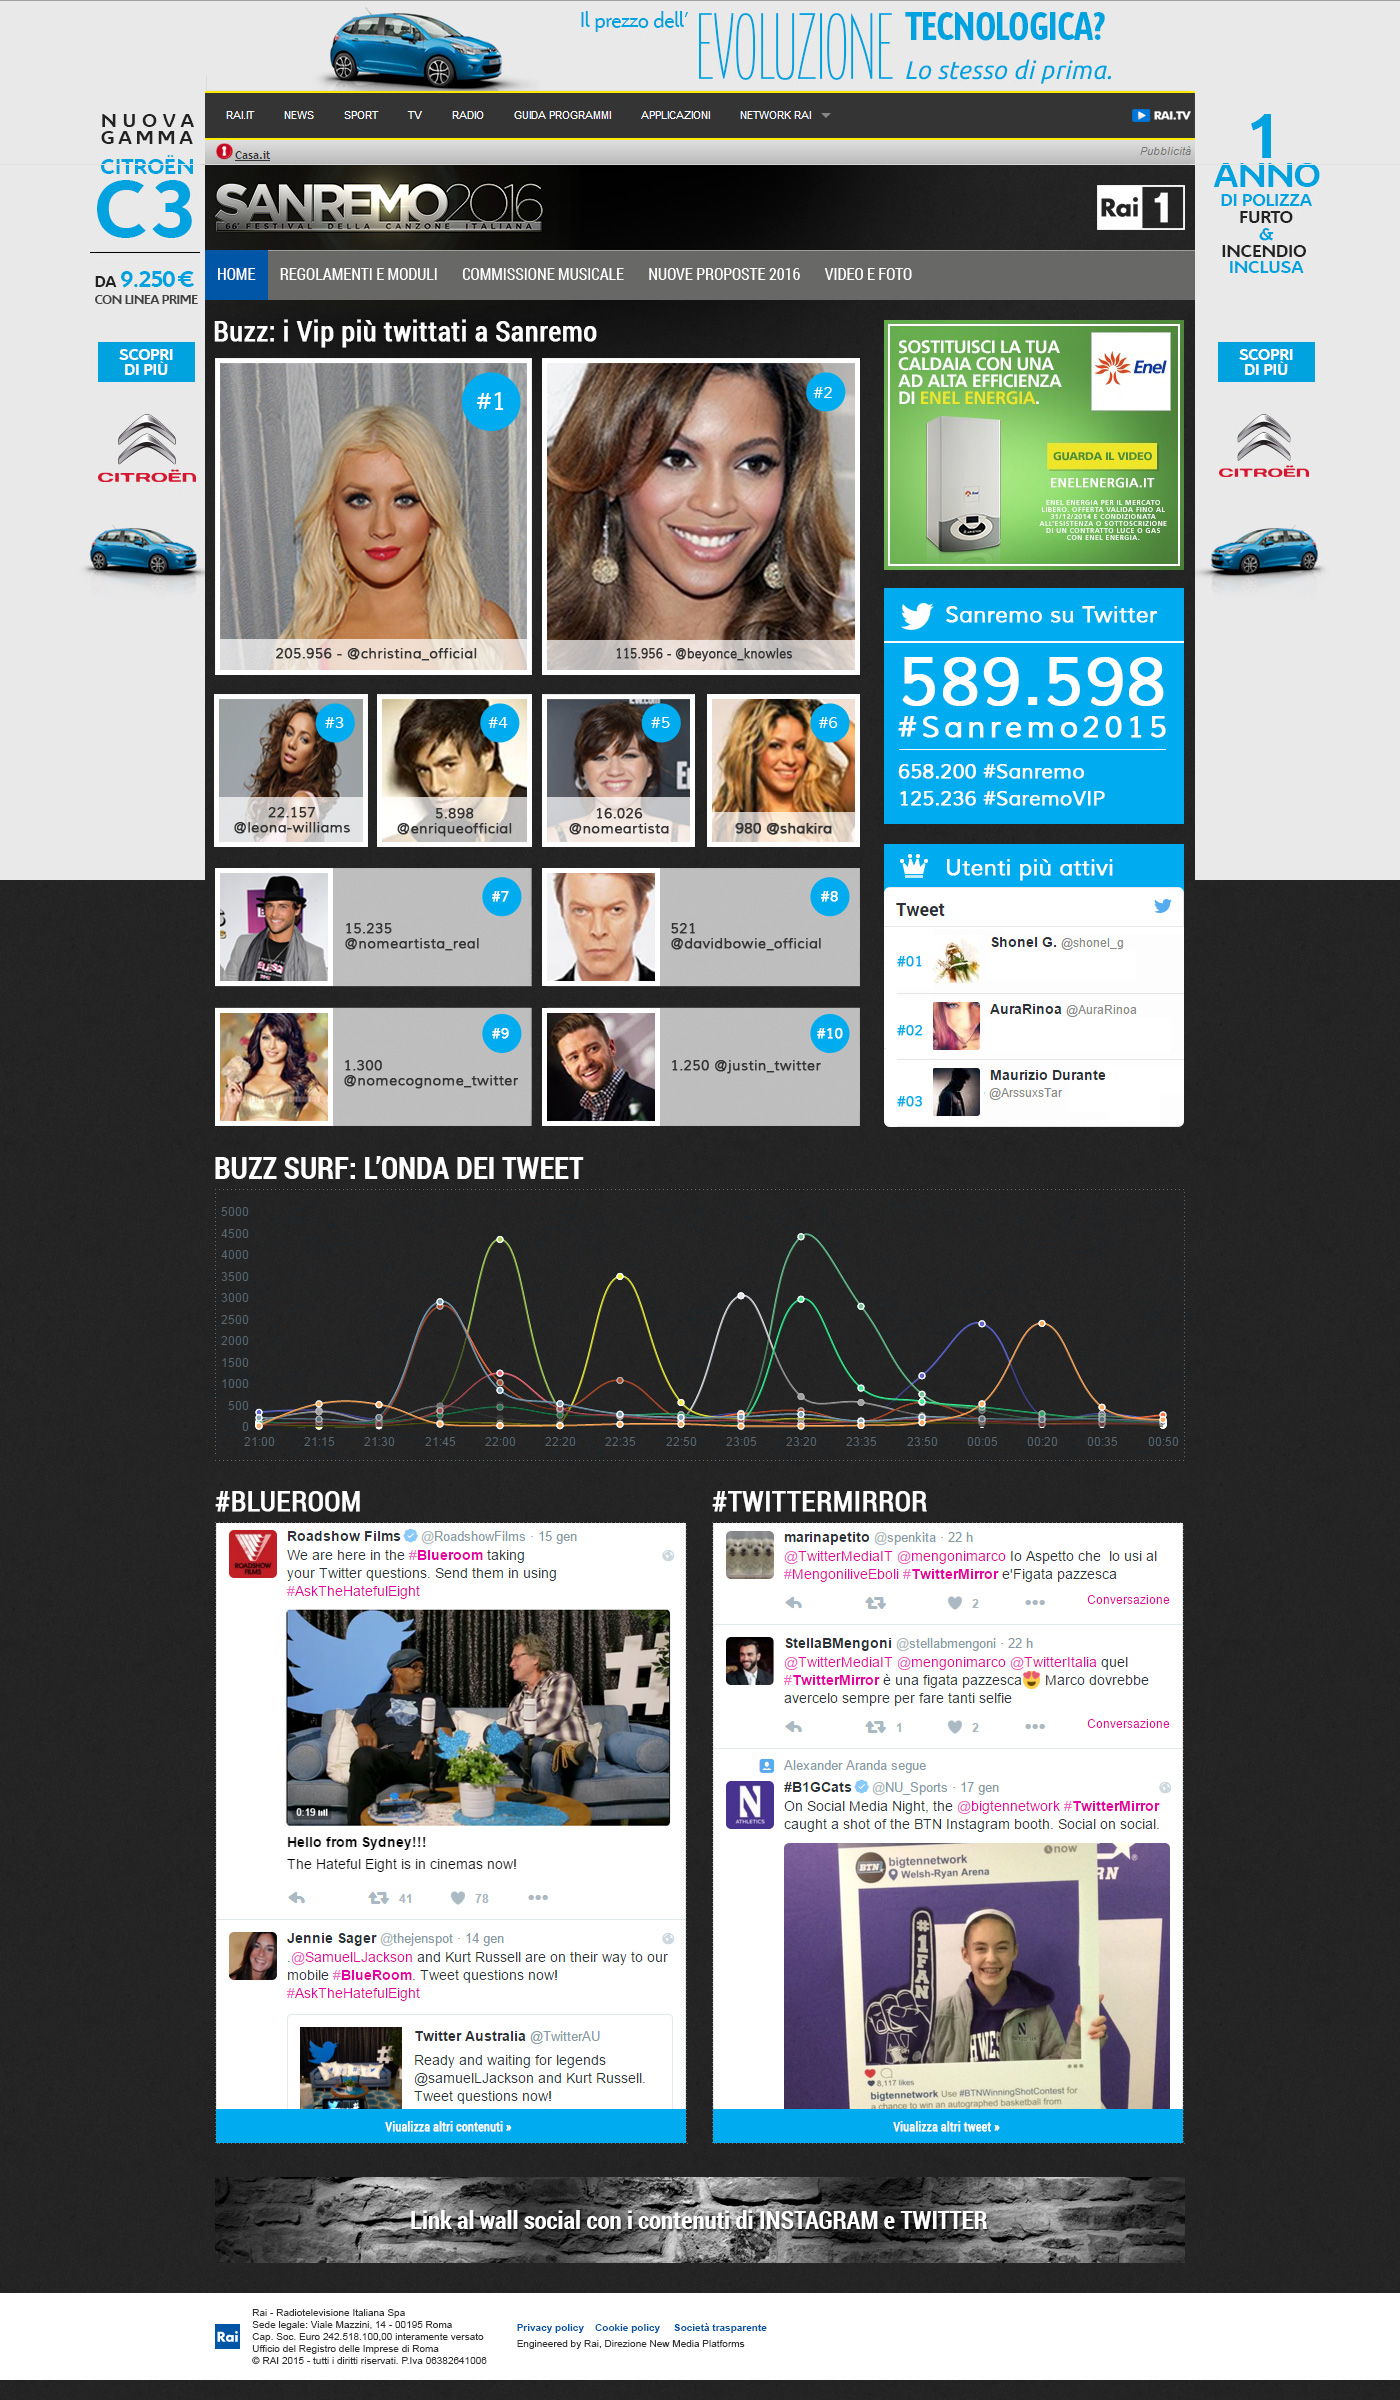 Il prezzo dell'
EVOLUZIONE
TECNOLOGICA?
Lo stesso di prima.
NUOVA
GAMMA
CITROËN
C3
DA 9.250€
CON LINEA PRIME
SCOPRI
DI PIÙ
CITROËN
RAI.IT NEWS SPORT TV RADIO GUIDA PROGRAMMI APPLICAZIONI NETWORK RAI RAI.TV
Casa.it
Pubblicità
SANREMO2016
66° FESTIVAL DELLA CANZONE ITALIANA
Rai 1
HOME REGOLAMENTI E MODULI COMMISSIONE MUSICALE NUOVE PROPOSTE 2016 VIDEO E FOTO
1
ANNO
DI POLIZZA
FURTO
&
INCENDIO
INCLUSA
SCOPRI
DI PIÙ
CITROËN
Buzz: i Vip più twittati a Sanremo
#1
205.956 - @christina_official
#2
115.956 - @beyonce_knowles
#3
22.157
@leona-williams
#4
5.898
@enriqueofficial
#5
16.026
@nomeartista
#6
980 @shakira
#7
15.235
@nomeartista_real
#8
521
@davidbowie_official
#9
1.300
@nomecognome_twitter
#10
1.250 @justin_twitter
SOSTITUISCI LA TUA
CALDAIA CON UNA
AD ALTA EFFICIENZA
DI ENEL ENERGIA.
Enel
GUARDA IL VIDEO
ENELENERGIA.IT
ENEL ENERGIA PER IL MERCATO
LIBERO. OFFERTA VALIDA FINO AL
31/12/2014 E CONDIZIONATA
ALL'ESISTENZA O SOTTOSCRIZIONE
DI UN CONTRATTO LUCE O GAS
CON ENEL ENERGIA.
Sanremo su Twitter
589.598
#Sanremo2015
658.200 #Sanremo
125.236 #SaremoVIP
Utenti più attivi
Tweet
#01
Shonel G. @shonel_g
#02
AuraRinoa @AuraRinoa
#03
Maurizio Durante
@ArssuxsTar
BUZZ SURF: L'ONDA DEI TWEET
5000
4500
4000
3500
3000
2500
2000
1500
1000
500
0
21:00 21:15 21:30 21:45 22:00 22:20 22:35 22:50 23:05 23:20 23:35 23:50 00:05 00:20 00:35 00:50
#BLUEROOM
ROADSHOW
FILMS
Roadshow Films @RoadshowFilms · 15 gen
We are here in the #Blueroom taking
your Twitter questions. Send them in using
#AskTheHatefulEight
#
0:19
Hello from Sydney!!!
The Hateful Eight is in cinemas now!
41 78
Jennie Sager @thejenspot · 14 gen
.@SamuelLJackson and Kurt Russell are on their way to our
mobile #BlueRoom. Tweet questions now!
#AskTheHatefulEight
Twitter Australia @TwitterAU
Ready and waiting for legends
@samuelLJackson and Kurt Russell.
Tweet questions now!
Viualizza altri contenuti »
#TWITTERMIRROR
marinapetito @spenkita · 22 h
@TwitterMediaIT @mengonimarco Io Aspetto che lo usi al
#MengoniliveEboli #TwitterMirror e'Figata pazzesca
2 Conversazione
StellaBMengoni @stellabmengoni · 22 h
@TwitterMediaIT @mengonimarco @TwitterItalia quel
#TwitterMirror è una figata pazzesca😍 Marco dovrebbe
avercelo sempre per fare tanti selfie
1 2 Conversazione
Alexander Aranda segue
N
ATHLETICS
#B1GCats @NU_Sports · 17 gen
On Social Media Night, the @bigtennetwork #TwitterMirror
caught a shot of the BTN Instagram booth. Social on social.
BTN
bigtennetwork
Welsh-Ryan Arena
now
RN
#1FAN
N
HWES
8,117 likes
bigtennetwork Use #BTNWinningShotContest for
a chance to win an autographed basketball from
Viualizza altri tweet »
Link al wall social con i contenuti di INSTAGRAM e TWITTER
Rai
Rai - Radiotelevisione Italiana Spa
Sede legale: Viale Mazzini, 14 - 00195 Roma
Cap. Soc. Euro 242.518.100,00 interamente versato
Ufficio del Registro delle Imprese di Roma
© RAI 2015 - tutti i diritti riservati. P.Iva 06382641006
Privacy policy Cookie policy Società trasparente
Engineered by Rai, Direzione New Media Platforms